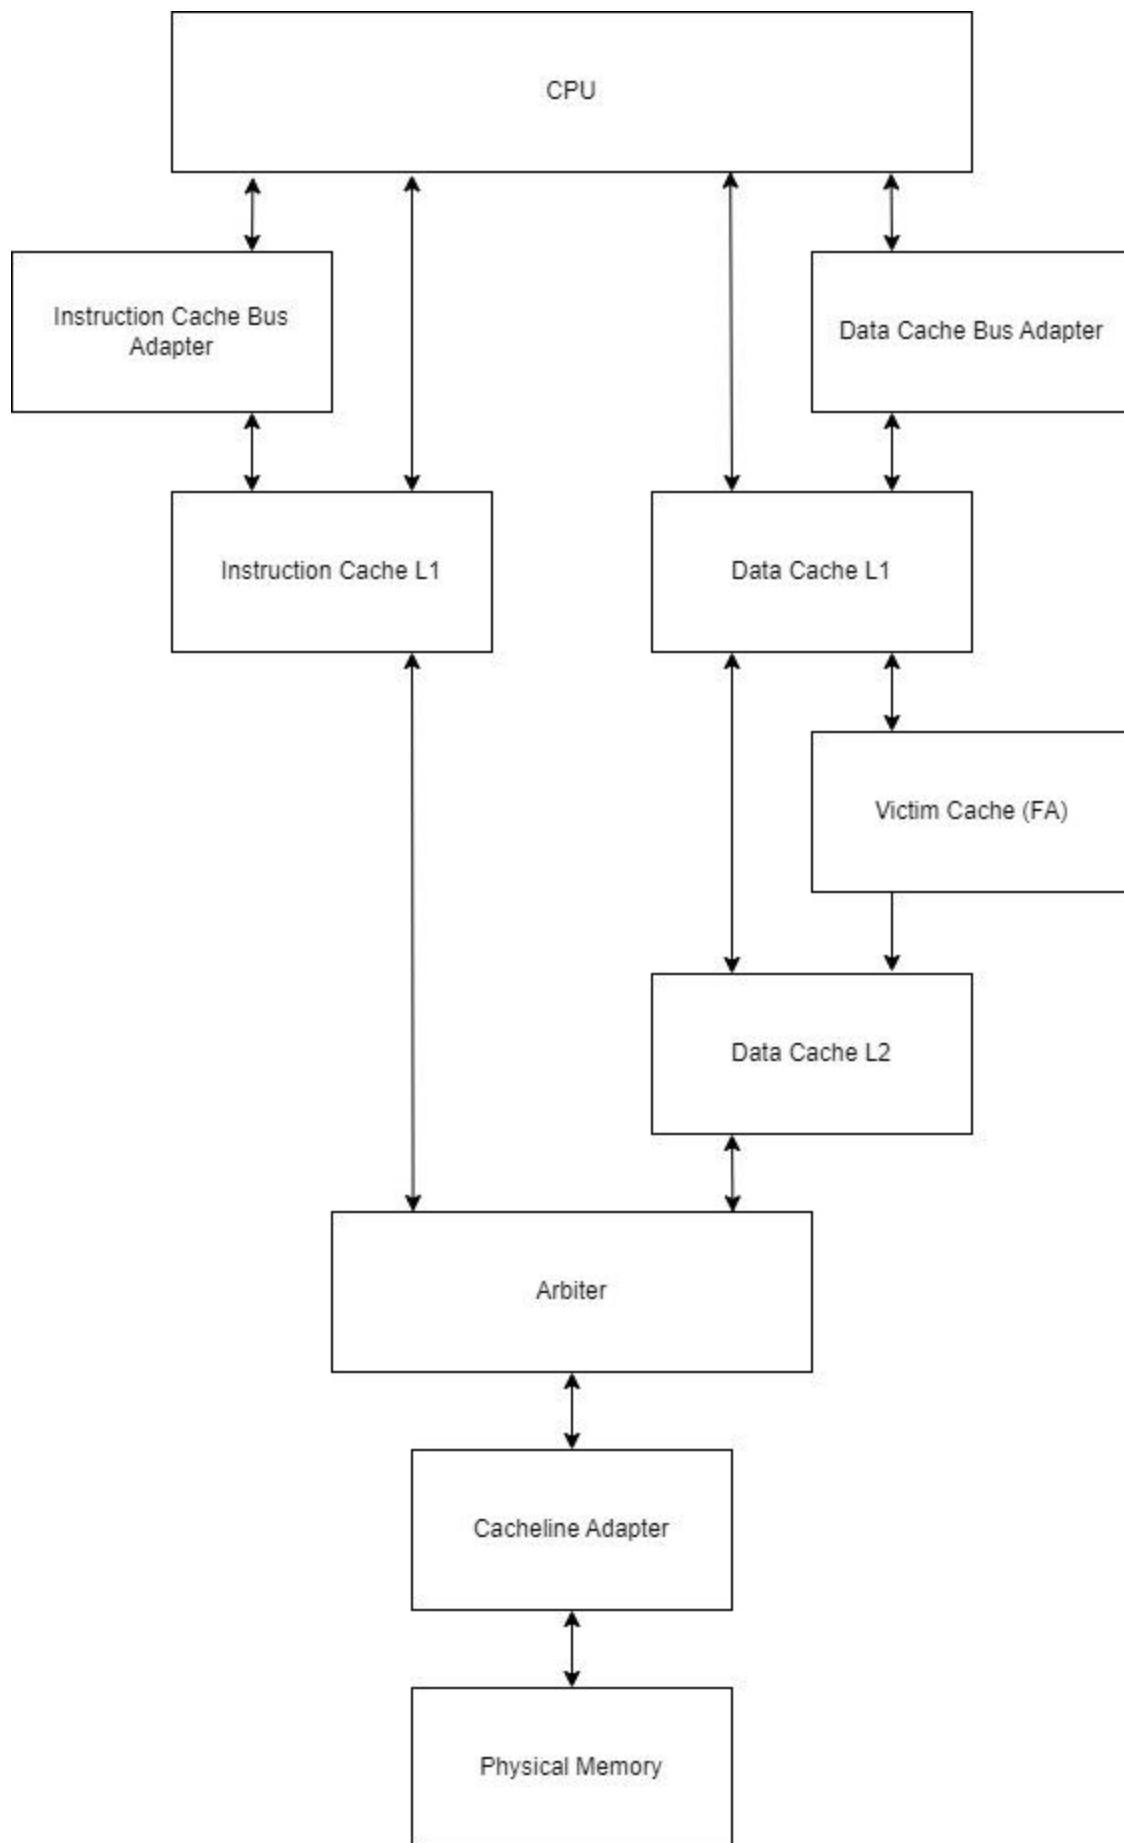 CPU
Instruction Cache Bus
Adapter
Data Cache Bus Adapter
Instruction Cache L1
Data Cache L1
Victim Cache (FA)
Data Cache L2
Arbiter
Cacheline Adapter
Physical Memory